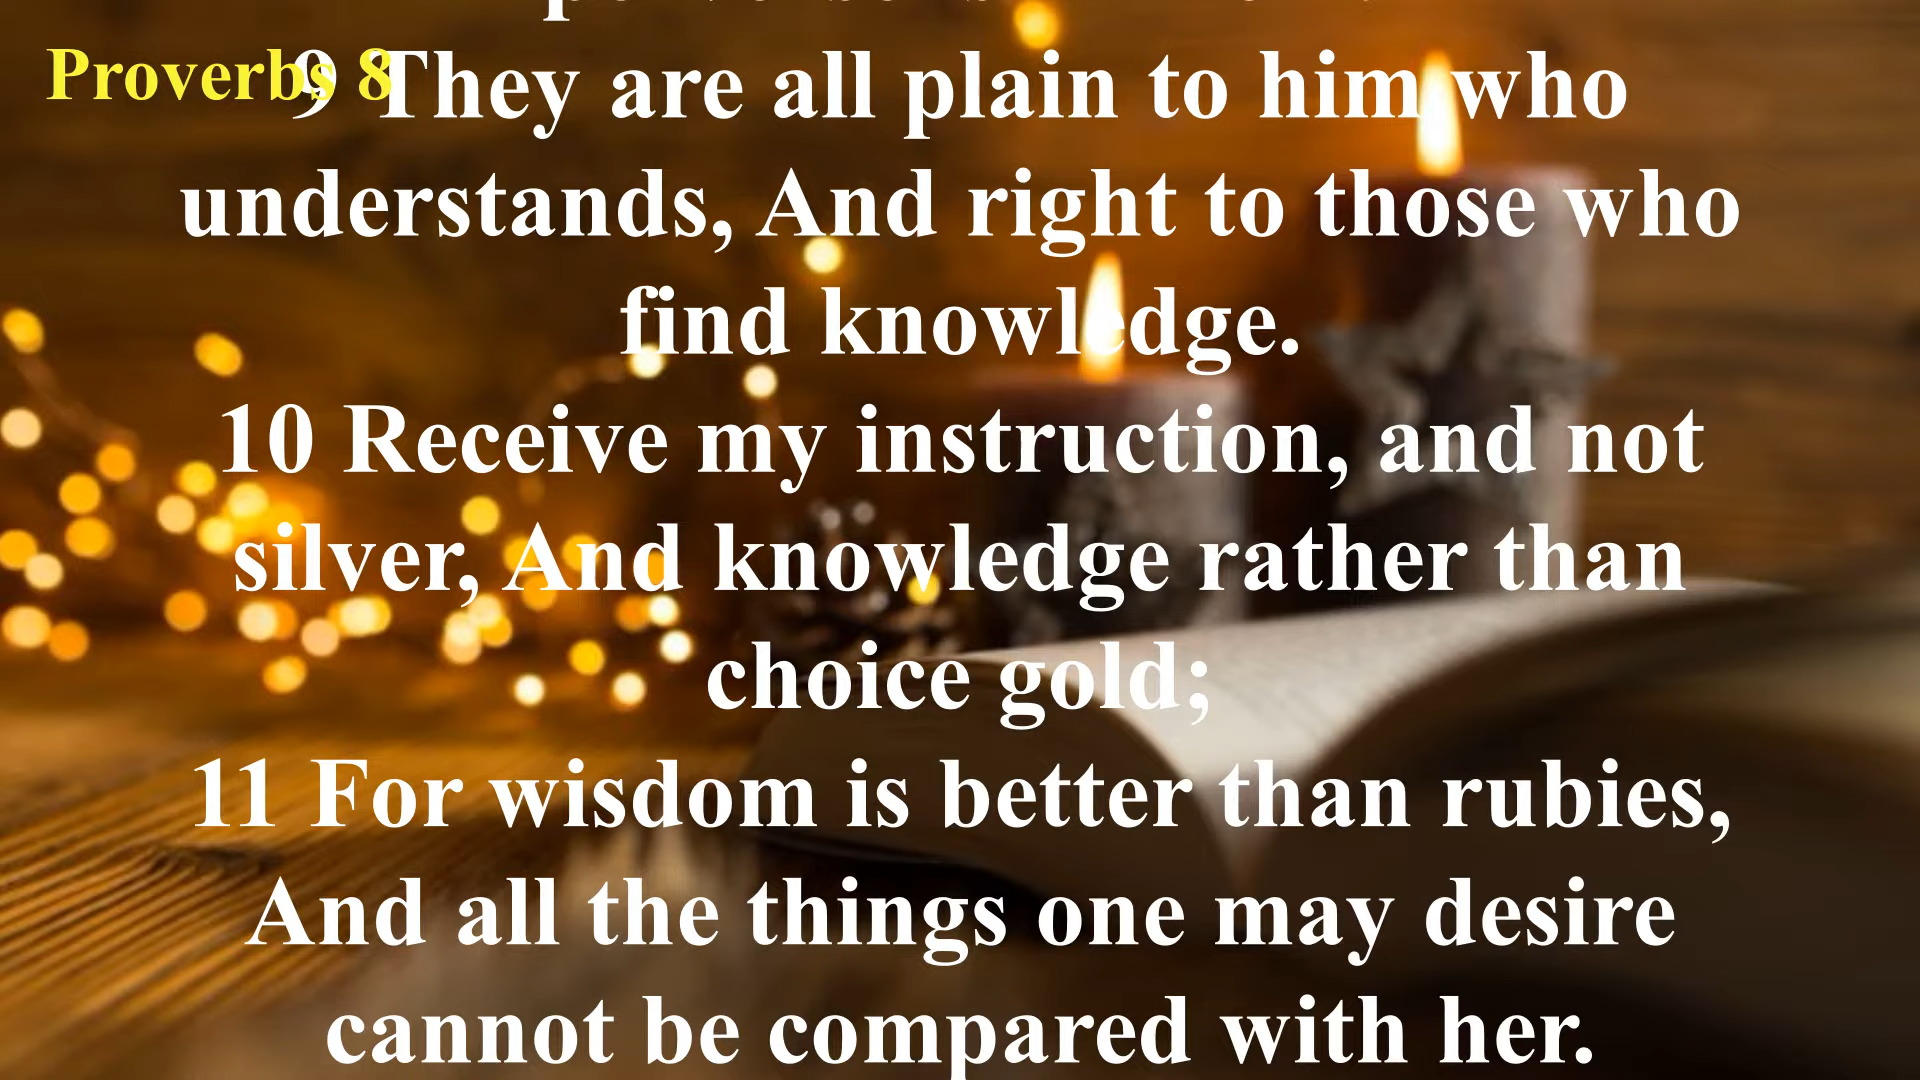 Proverbs 8
9 They are all plain to him who
understands, And right to those who
find knowledge.
10 Receive my instruction, and not
silver, And knowledge rather than
choice gold;
11 For wisdom is better than rubies,
And all the things one may desire
cannot be compared with her.